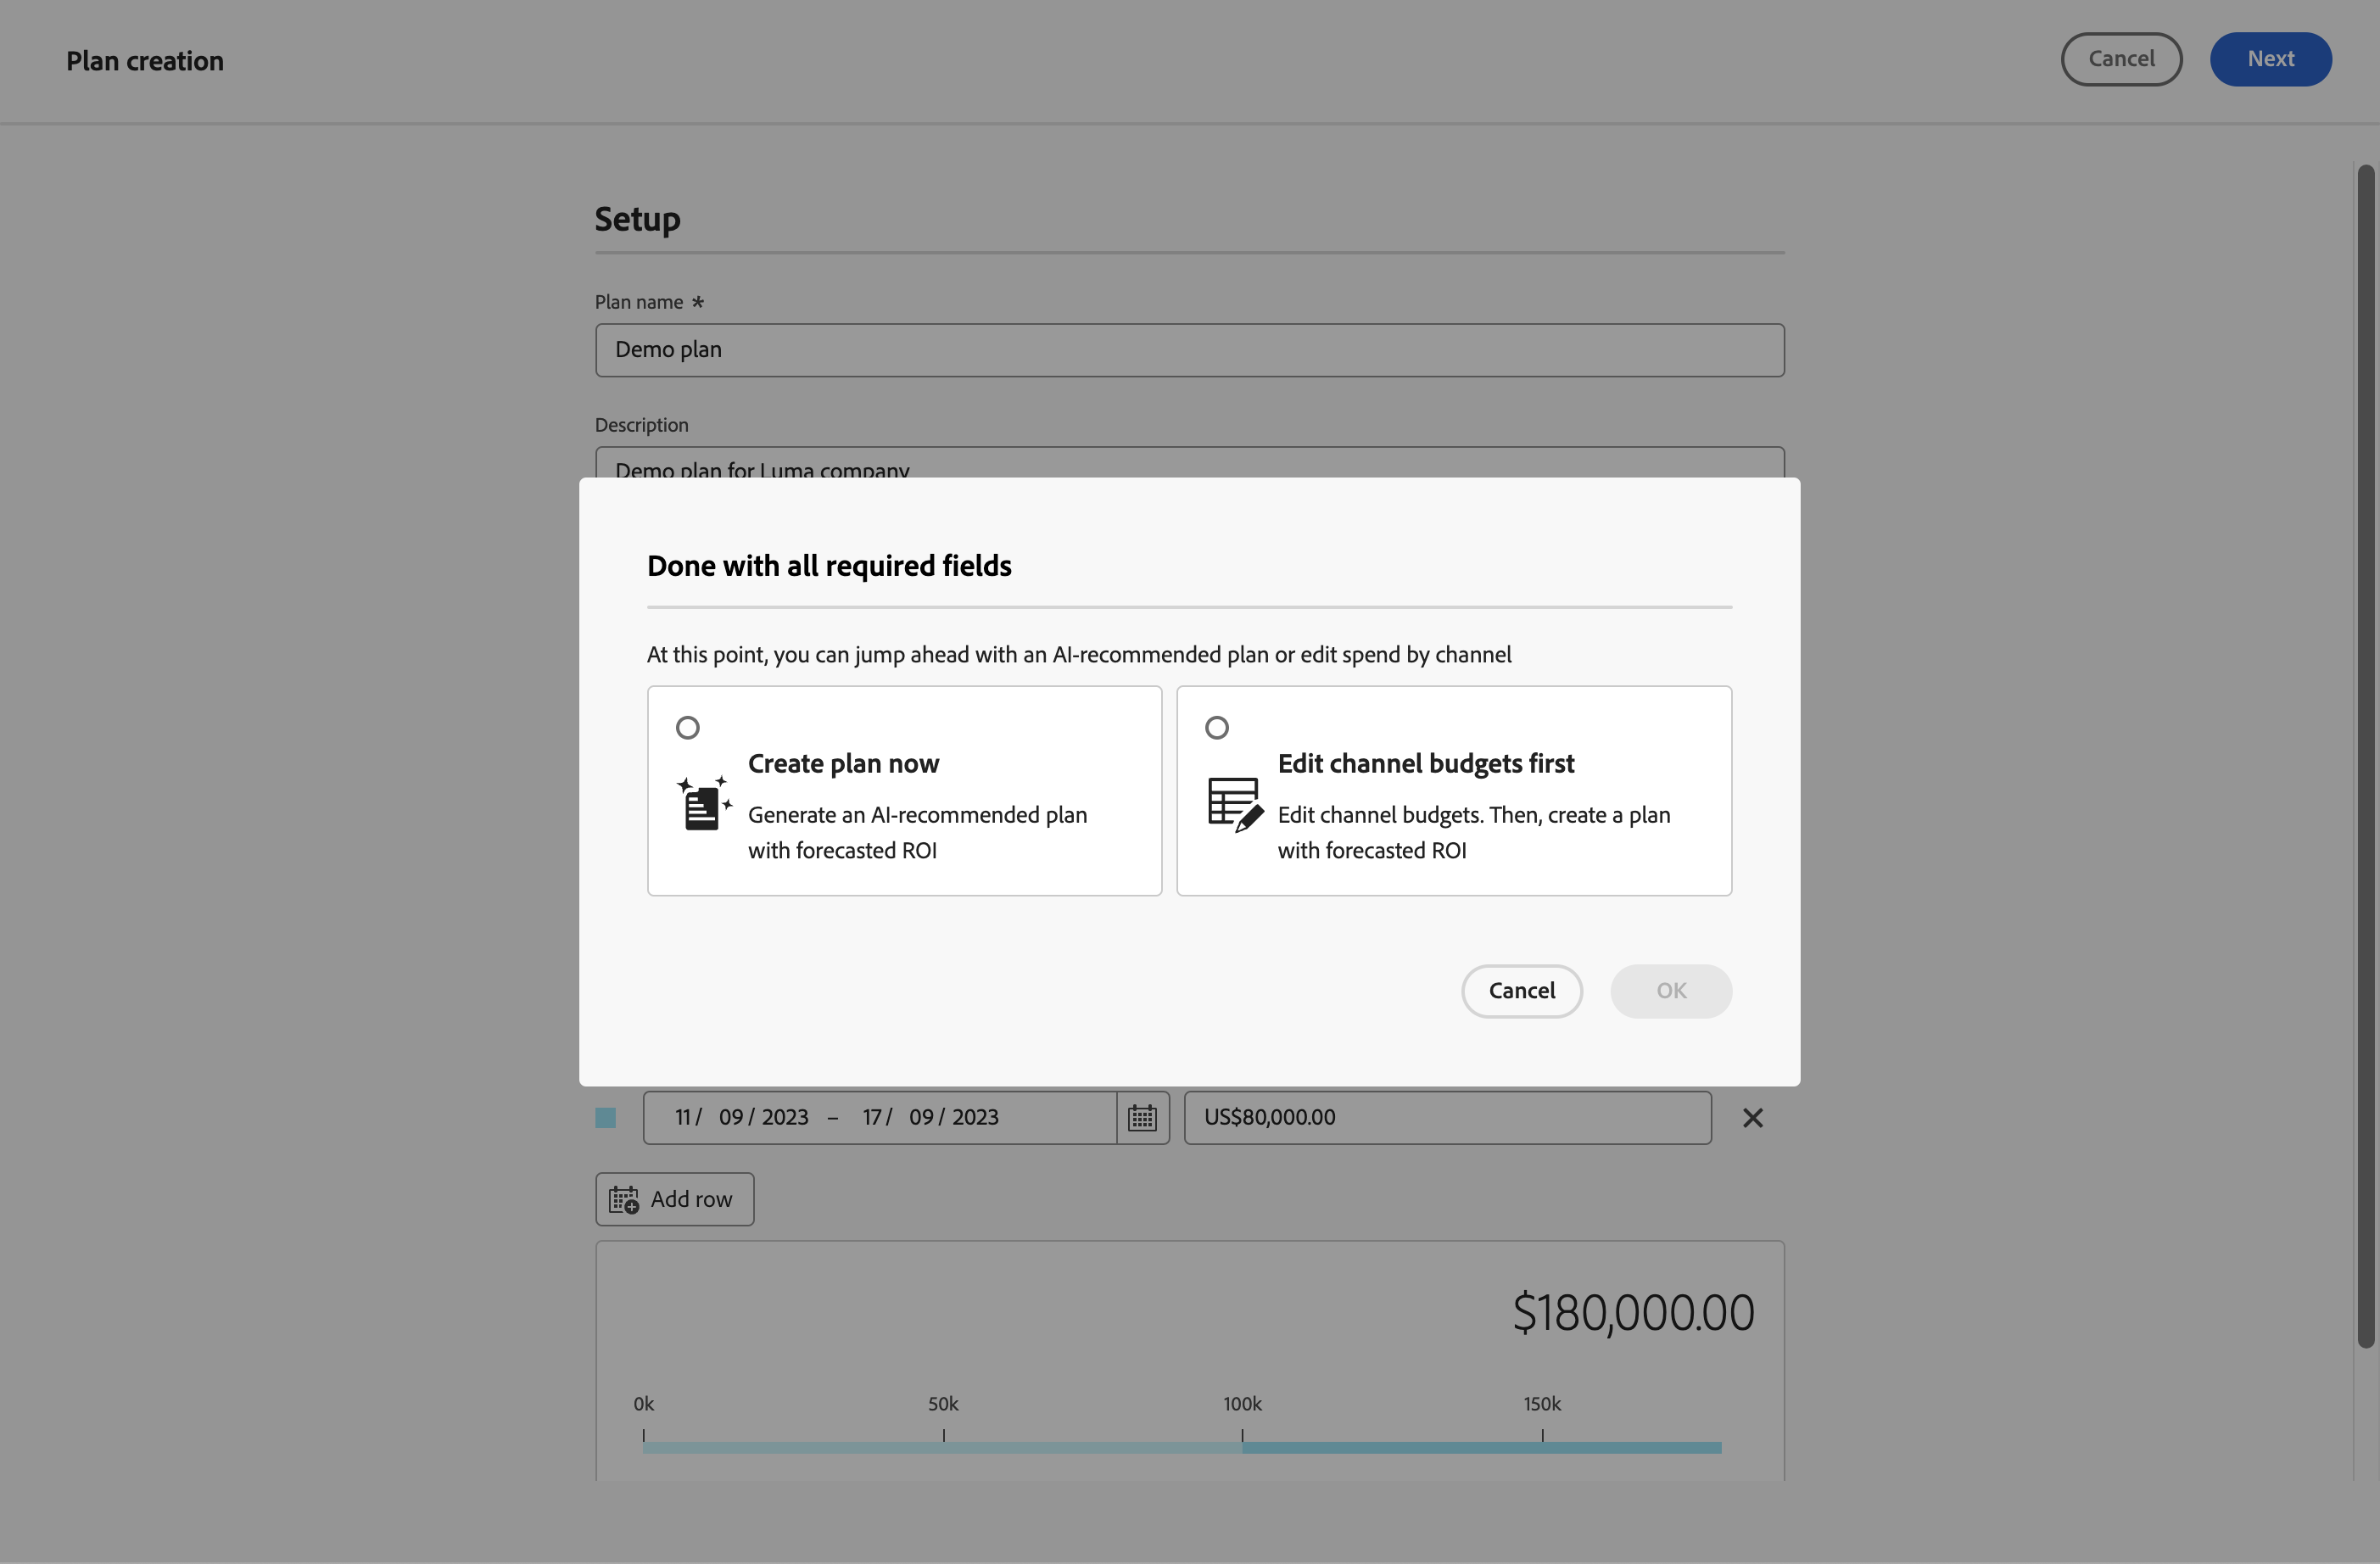 Plan creation
Cancel
Next
Setup
Plan name *
Demo plan
Description
Demo plan for Luma company
Done with all required fields
At this point, you can jump ahead with an AI-recommended plan or edit spend by channel
Create plan now
Generate an AI-recommended plan
with forecasted ROI
Edit channel budgets first
Edit channel budgets. Then, create a plan
with forecasted ROI
Cancel
OK
11 / 09 / 2023 – 17 / 09 / 2023
US$80,000.00
Add row
$180,000.00
0k 50k 100k 150k